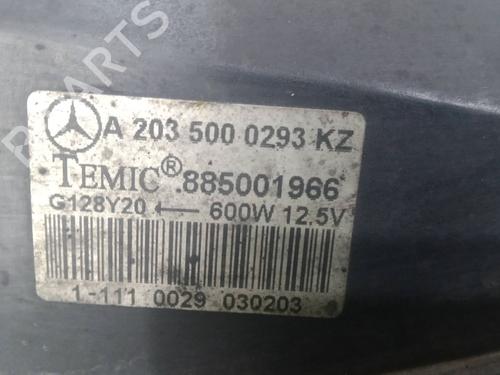 A 203 500 0293 KZ
TEMIC® 885001966
G128Y20 ← 600W 12.5V
1-111 0029 030203